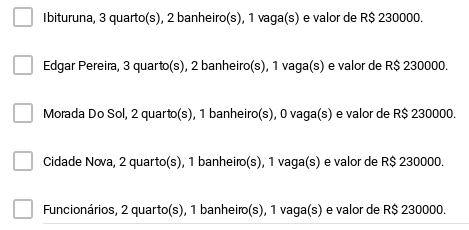 Ibituruna, 3 quarto(s), 2 banheiro(s), 1 vaga(s) e valor de R$ 230000.
Edgar Pereira, 3 quarto(s), 2 banheiro(s), 1 vaga(s) e valor de R$ 230000.
Morada Do Sol, 2 quarto(s), 1 banheiro(s), 0 vaga(s) e valor de R$ 230000.
Cidade Nova, 2 quarto(s), 1 banheiro(s), 1 vaga(s) e valor de R$ 230000.
Funcionários, 2 quarto(s), 1 banheiro(s), 1 vaga(s) e valor de R$ 230000.